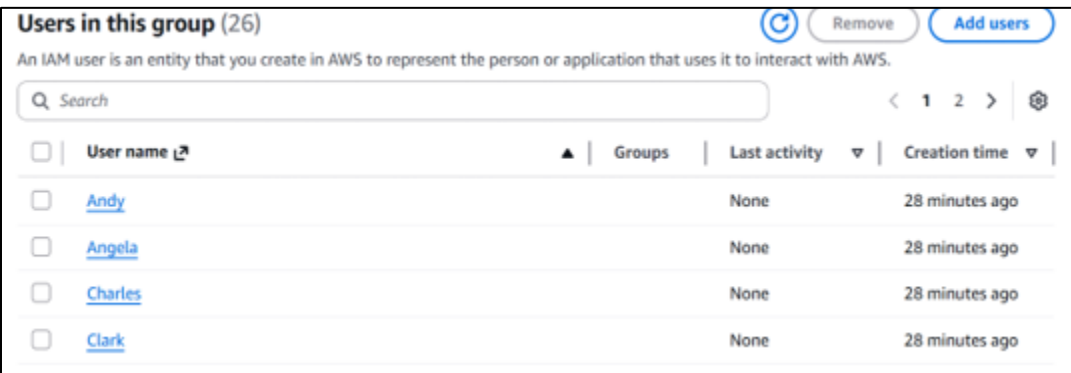 Users in this group (26) Remove Add users
An IAM user is an entity that you create in AWS to represent the person or application that uses it to interact with AWS.
Search 1 2
User name Groups Last activity Creation time
Andy None 28 minutes ago
Angela None 28 minutes ago
Charles None 28 minutes ago
Clark None 28 minutes ago